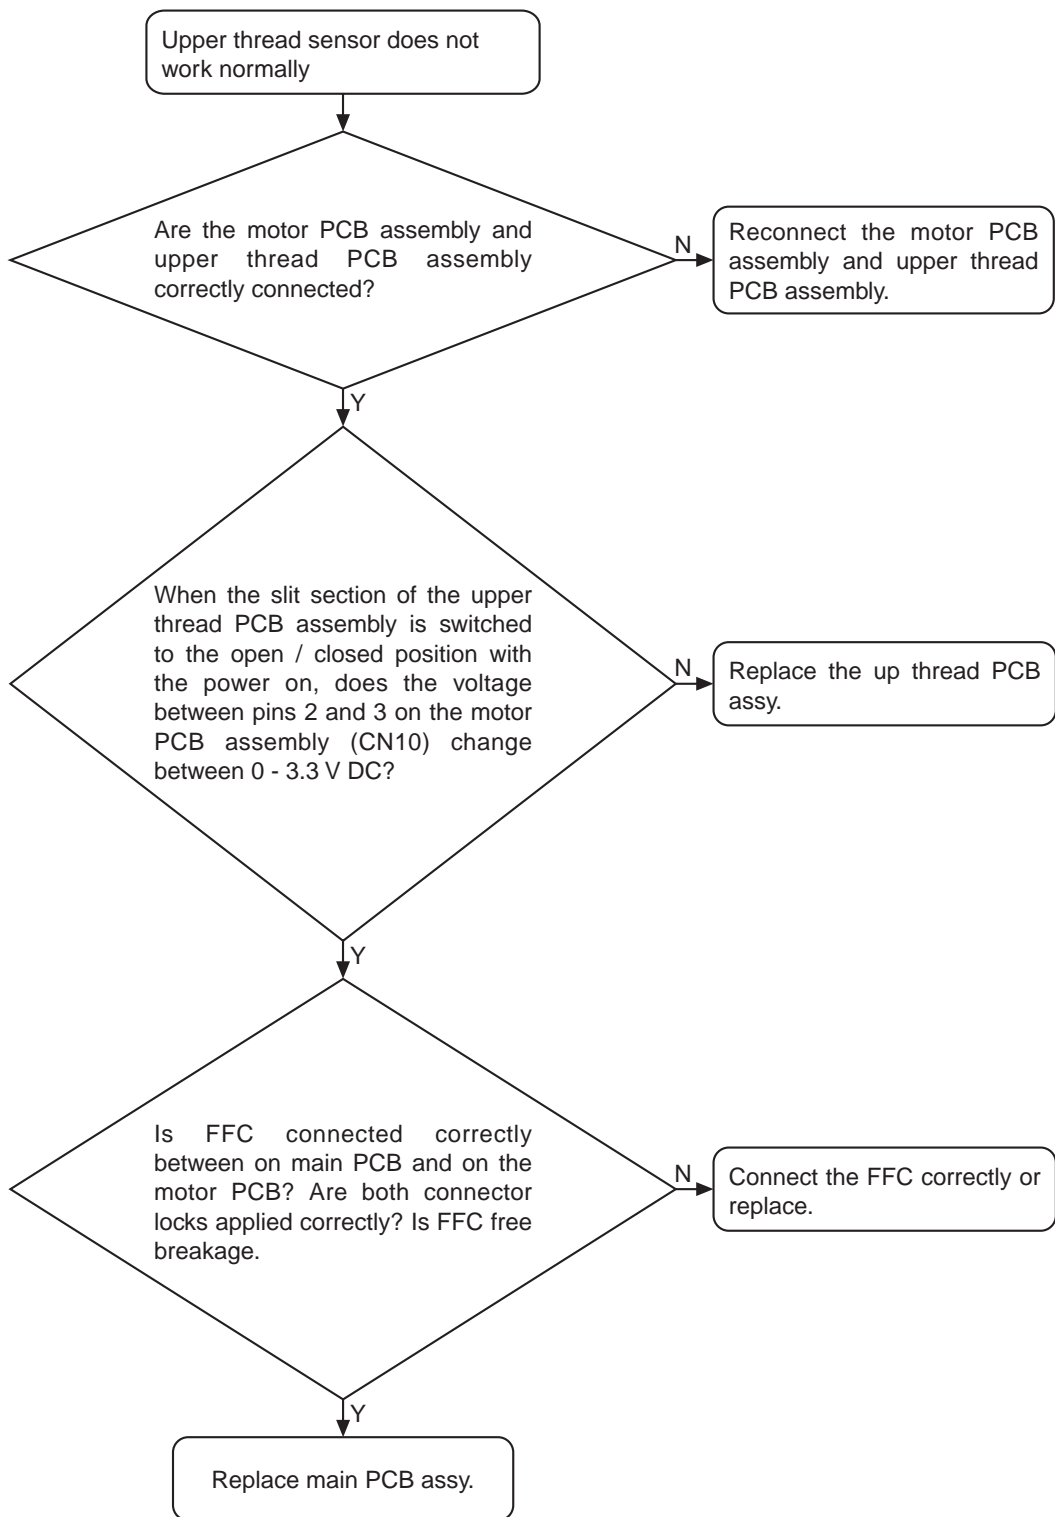 Upper thread sensor does not
work normally
Are the motor PCB assembly and
upper thread PCB assembly
correctly connected?
N
Reconnect the motor PCB
assembly and upper thread
PCB assembly.
Y
When the slit section of the upper
thread PCB assembly is switched
to the open / closed position with
the power on, does the voltage
between pins 2 and 3 on the motor
PCB assembly (CN10) change
between 0 - 3.3 V DC?
N
Replace the up thread PCB
assy.
Y
Is FFC connected correctly
between on main PCB and on the
motor PCB? Are both connector
locks applied correctly? Is FFC free
breakage.
N
Connect the FFC correctly or
replace.
Y
Replace main PCB assy.